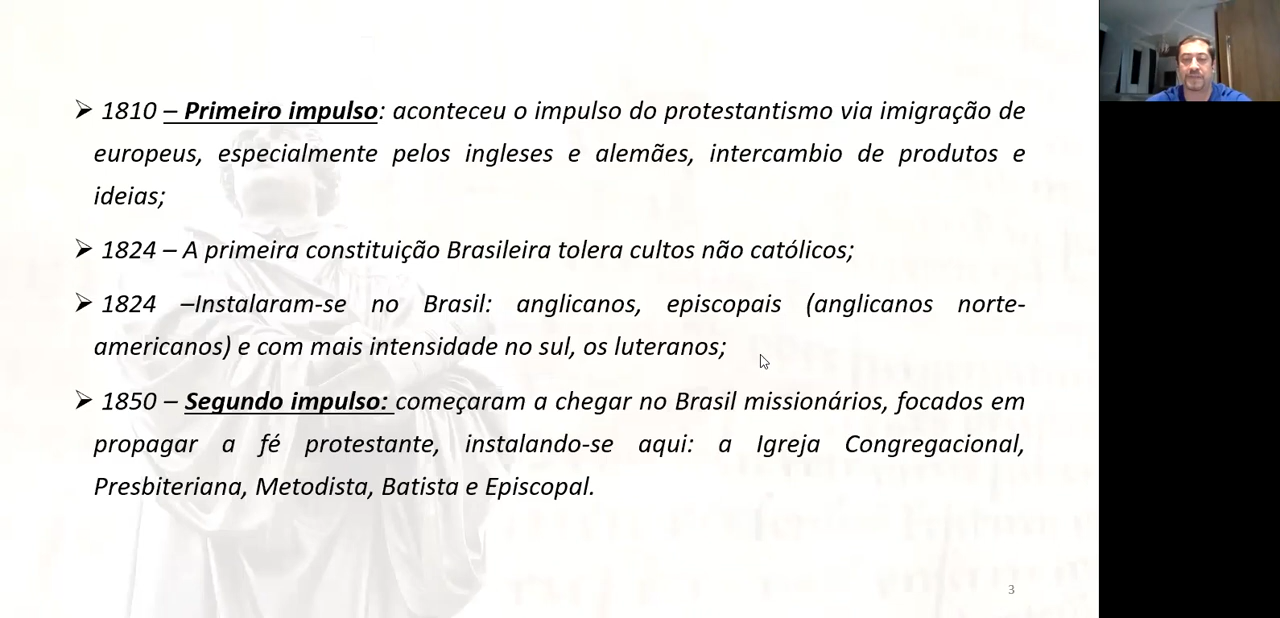 ➢ 1810 – Primeiro impulso: aconteceu o impulso do protestantismo via imigração de
europeus, especialmente pelos ingleses e alemães, intercambio de produtos e
ideias;
➢ 1824 – A primeira constituição Brasileira tolera cultos não católicos;
➢ 1824 –Instalaram-se no Brasil: anglicanos, episcopais (anglicanos norte-
americanos) e com mais intensidade no sul, os luteranos;
➢ 1850 – Segundo impulso: começaram a chegar no Brasil missionários, focados em
propagar a fé protestante, instalando-se aqui: a Igreja Congregacional,
Presbiteriana, Metodista, Batista e Episcopal.
3